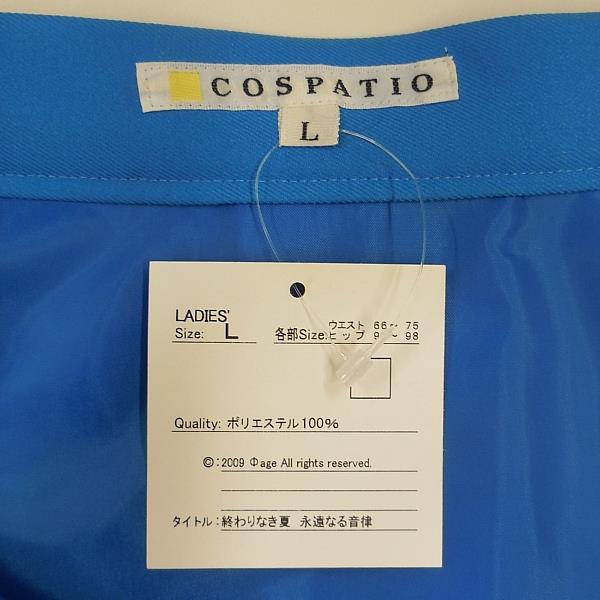 COSPATIO
L
LADIES'
Size: L 各部Size: ウエスト 66～ 75
ヒップ 9 ～ 98
Quality: ポリエステル100%
©: 2009 Φage All rights reserved.
タイトル：終わりなき夏 永遠なる音律